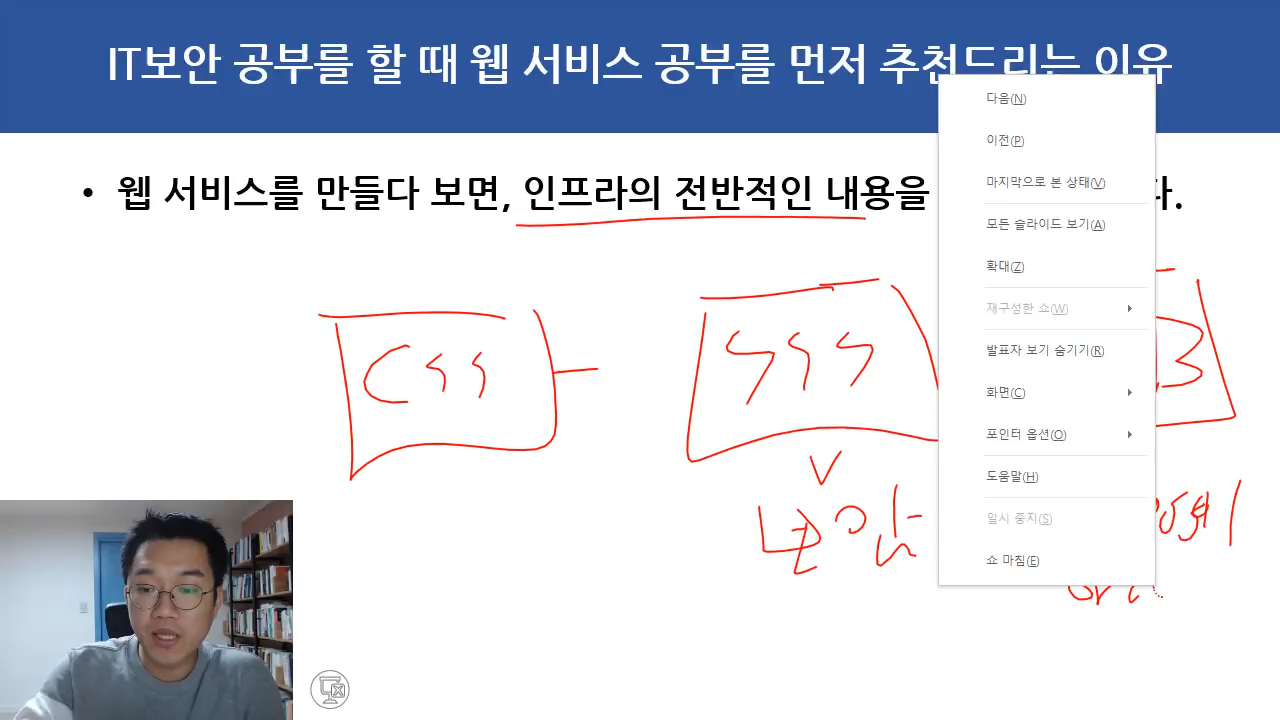 IT보안 공부를 할 때 웹 서비스 공부를 먼저 추천드리는 이유
• 웹 서비스를 만들다 보면, 인프라의 전반적인 내용을
다.
다음(N)
이전(P)
마지막으로 본 상태(V)
모든 슬라이드 보기(A)
확대(Z)
재구성한 쇼(W)
발표자 보기 숨기기(R)
화면(C)
포인터 옵션(O)
도움말(H)
일시 중지(S)
쇼 마침(E)
보안